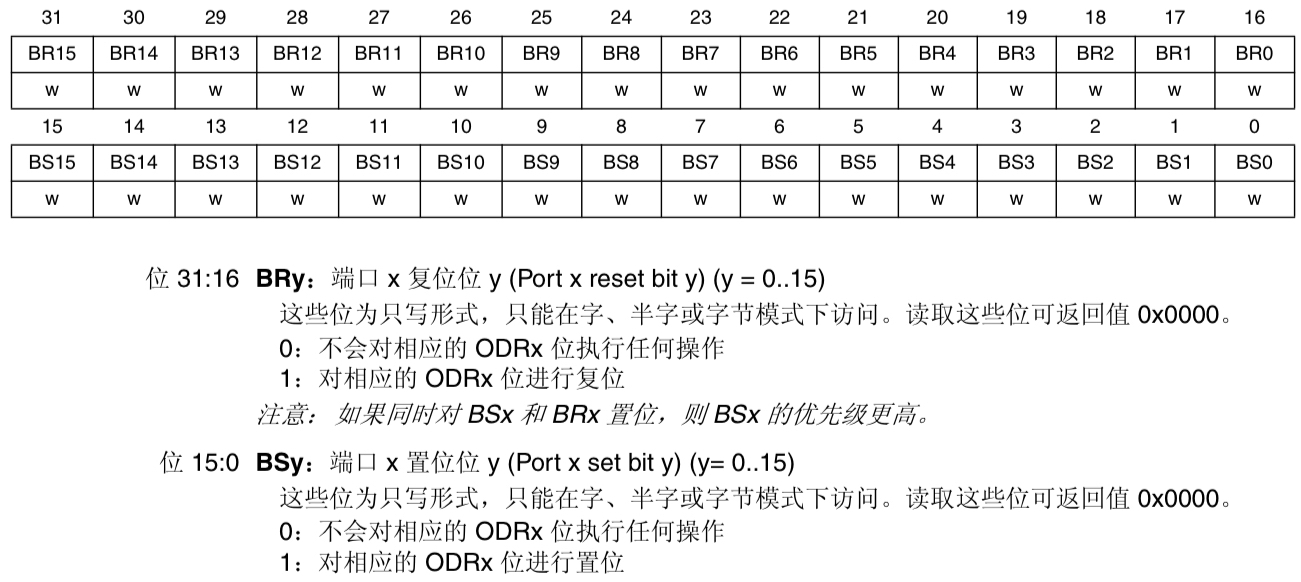 31 30 29 28 27 26 25 24 23 22 21 20 19 18 17 16
BR15 BR14 BR13 BR12 BR11 BR10 BR9 BR8 BR7 BR6 BR5 BR4 BR3 BR2 BR1 BR0
w w w w w w w w w w w w w w w w
15 14 13 12 11 10 9 8 7 6 5 4 3 2 1 0
BS15 BS14 BS13 BS12 BS11 BS10 BS9 BS8 BS7 BS6 BS5 BS4 BS3 BS2 BS1 BS0
w w w w w w w w w w w w w w w w
位 31:16 BRy：端口 x 复位位 y (Port x reset bit y) (y = 0..15)
这些位为只写形式，只能在字、半字或字节模式下访问。读取这些位可返回值 0x0000。
0：不会对相应的 ODRx 位执行任何操作
1：对相应的 ODRx 位进行复位
注意： 如果同时对 BSx 和 BRx 置位，则 BSx 的优先级更高。
位 15:0 BSy：端口 x 置位位 y (Port x set bit y) (y= 0..15)
这些位为只写形式，只能在字、半字或字节模式下访问。读取这些位可返回值 0x0000。
0：不会对相应的 ODRx 位执行任何操作
1：对相应的 ODRx 位进行置位